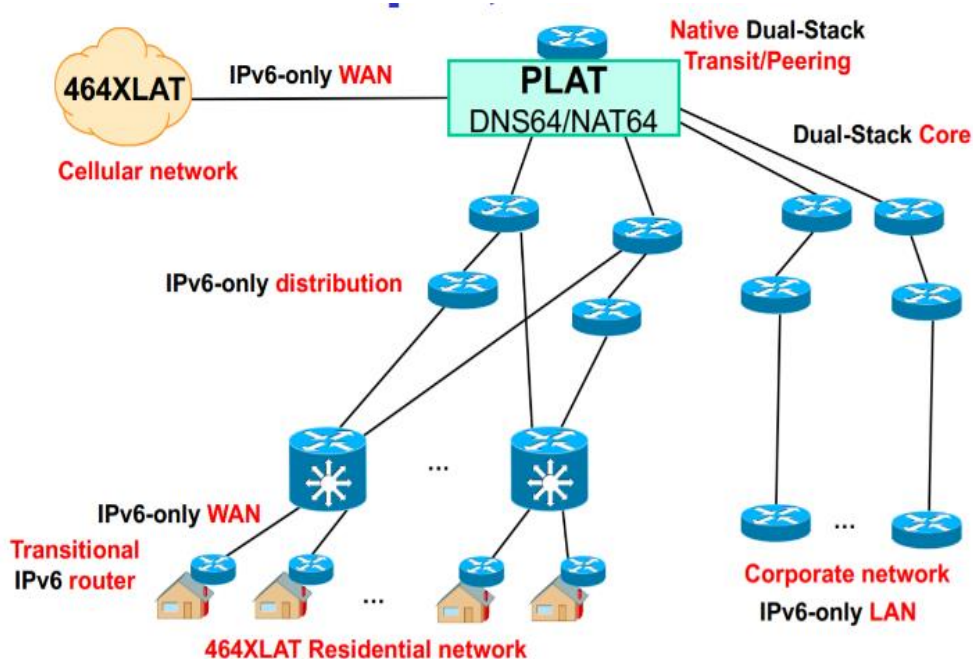 Native Dual-Stack
Transit/Peering
464XLAT
IPv6-only WAN
PLAT
DNS64/NAT64
Cellular network
Dual-Stack Core
IPv6-only distribution
...
IPv6-only WAN
Transitional
IPv6 router
...
464XLAT Residential network
...
Corporate network
IPv6-only LAN